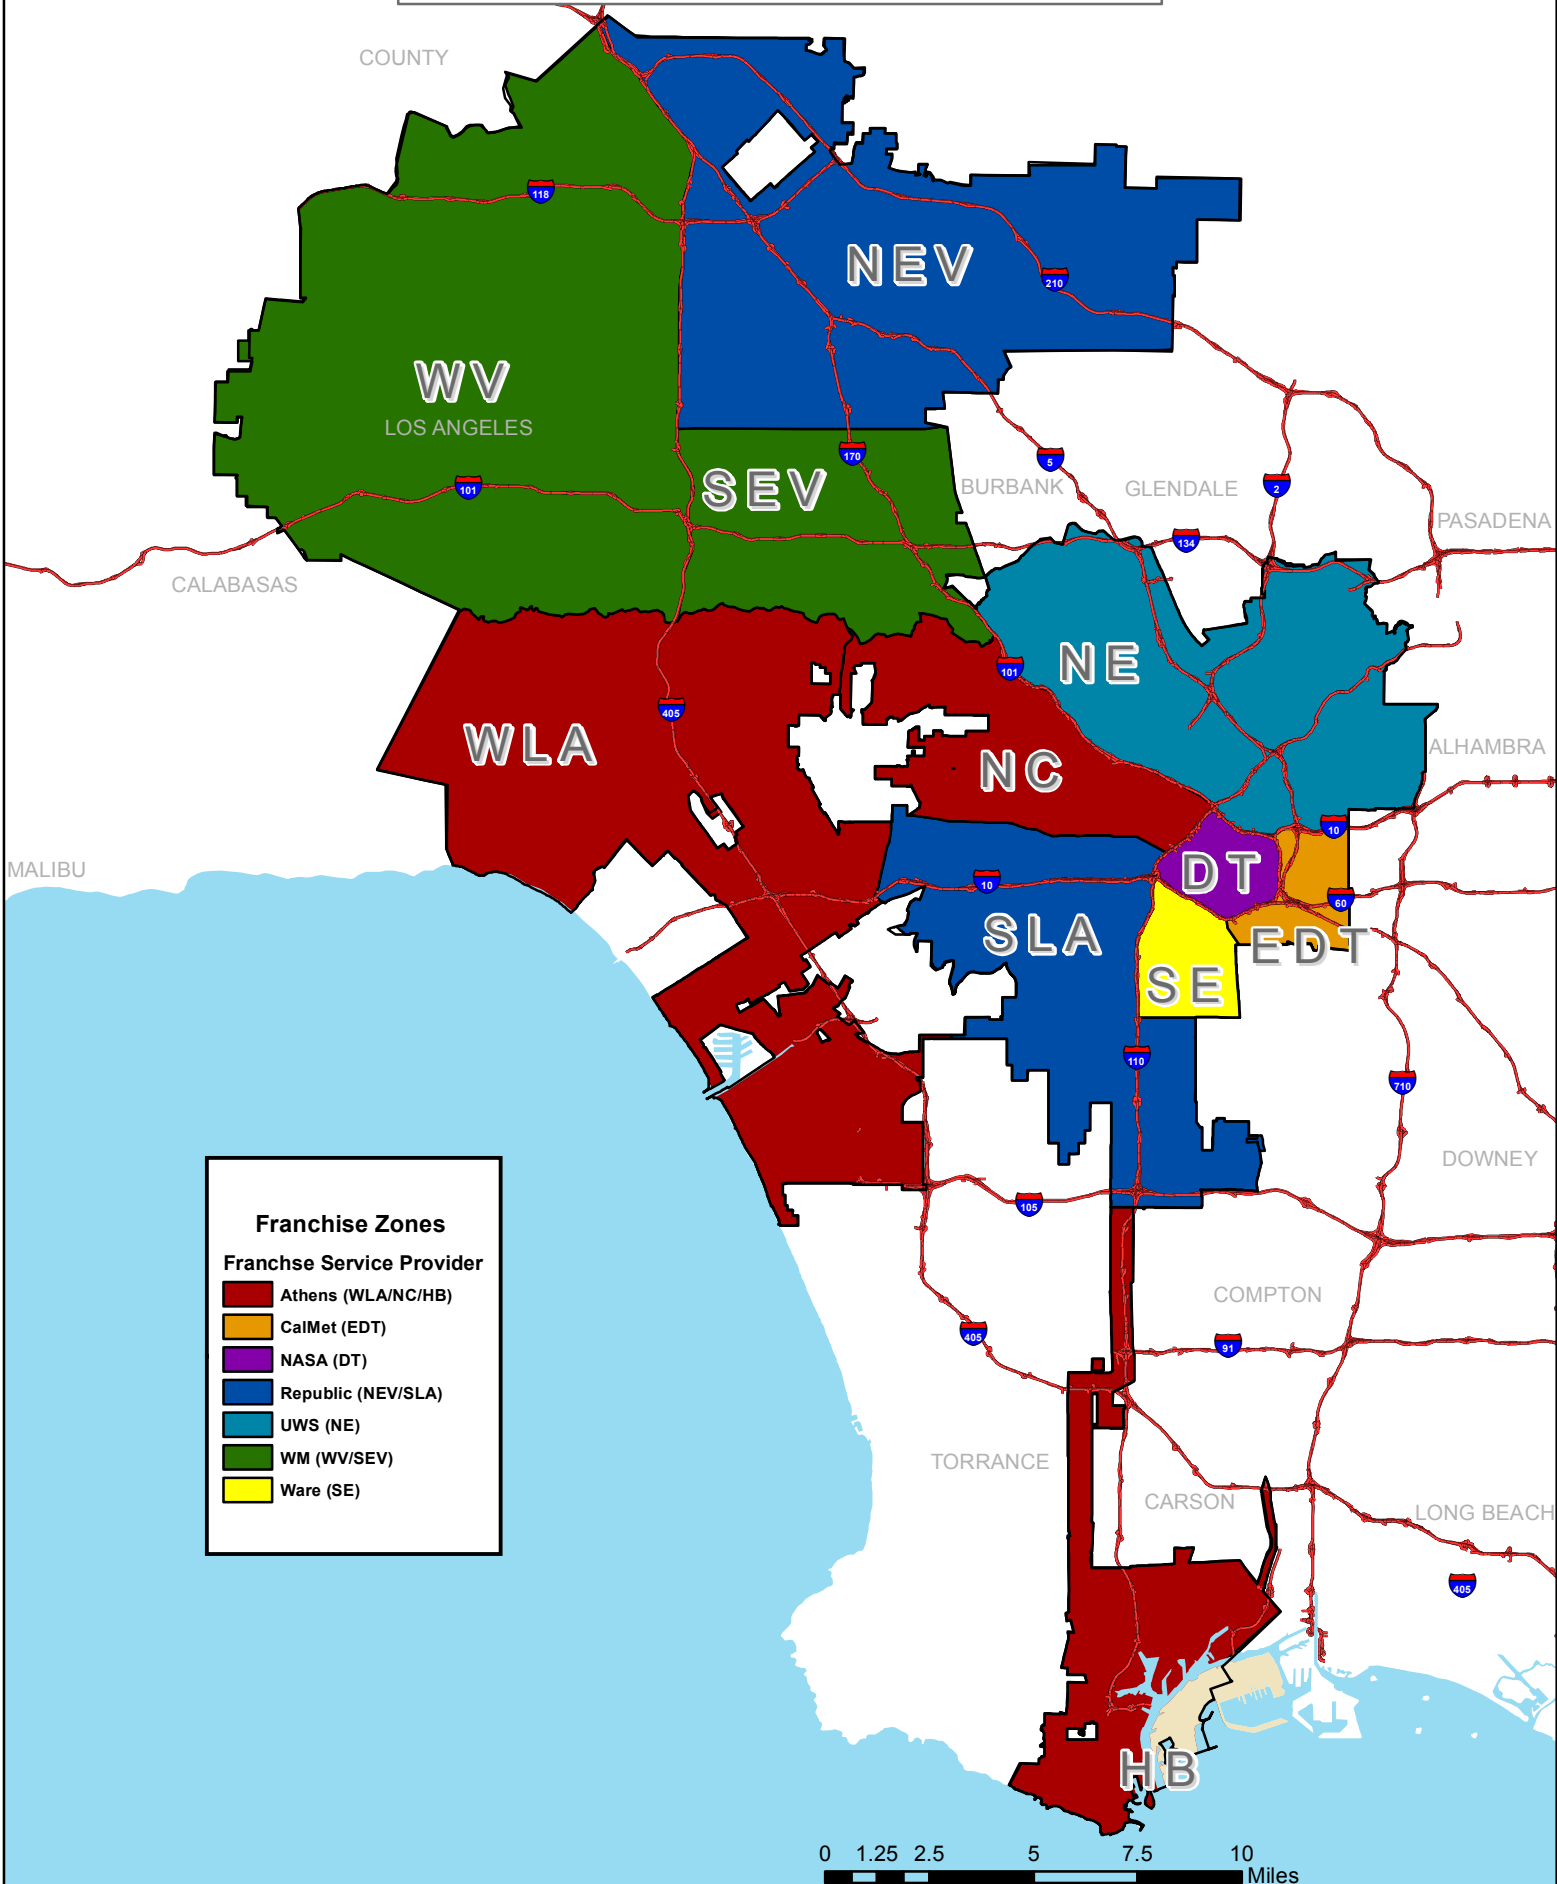 COUNTY
118
NEV
210
WV
LOS ANGELES
170
5
SEV
101
BURBANK
GLENDALE
2
PASADENA
134
CALABASAS
NE
101
405
WLA
NC
ALHAMBRA
10
MALIBU
DT
10
60
SLA
EDT
SE
110
710
DOWNEY
105
Franchise Zones
Franchse Service Provider
Athens (WLA/NC/HB)
CalMet (EDT)
NASA (DT)
Republic (NEV/SLA)
UWS (NE)
WM (WV/SEV)
Ware (SE)
COMPTON
405
91
TORRANCE
CARSON
LONG BEACH
405
HB
0 1.25 2.5 5 7.5 10
Miles